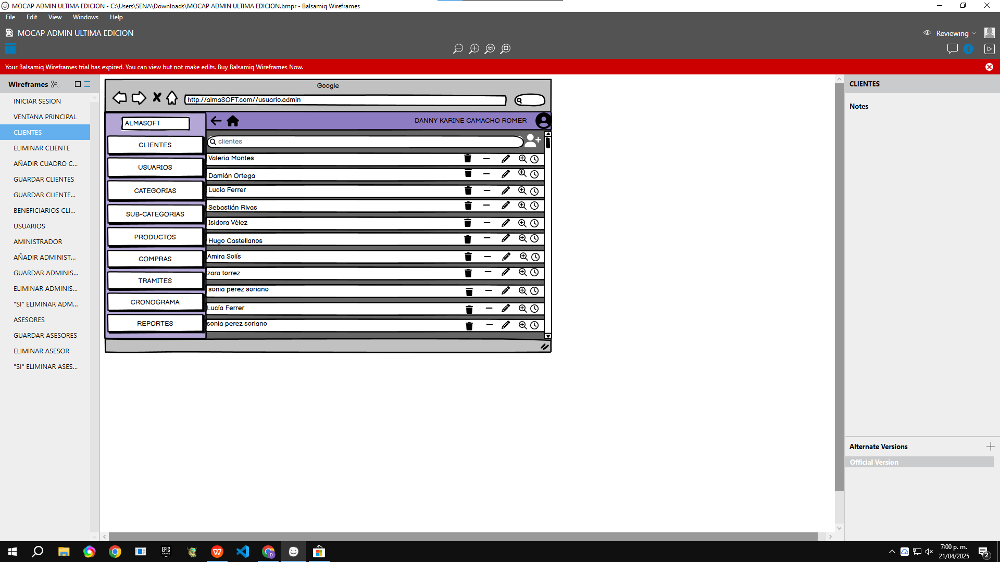 MOCAP ADMIN ULTIMA EDICION - C:\Users\SENA\Downloads\MOCAP ADMIN ULTIMA EDICION.bmpr - Balsamiq Wireframes
File Edit View Windows Help
MOCAP ADMIN ULTIMA EDICION
Reviewing
1:1
Your Balsamiq Wireframes trial has expired. You can view but not make edits. Buy Balsamiq Wireframes Now.
Wireframes
INICIAR SESION
VENTANA PRINCIPAL
CLIENTES
ELIMINAR CLIENTE
AÑADIR CUADRO C...
GUARDAR CLIENTES
GUARDAR CLIENTE...
BENEFICIARIOS CLI...
USUARIOS
AMINISTRADOR
AÑADIR ADMINIST...
GUARDAR ADMINIS...
ELIMINAR ADMINIS...
"SI" ELIMINAR ADM...
ASESORES
GUARDAR ASESORES
ELIMINAR ASESOR
"SI" ELIMINAR ASES...
Google
http://almaSOFT.com//usuario.admin
ALMASOFT
CLIENTES
USUARIOS
CATEGORIAS
SUB-CATEGORIAS
PRODUCTOS
COMPRAS
TRAMITES
CRONOGRAMA
REPORTES
DANNY KARINE CAMACHO ROMER
clientes
Valeria Montes
Damián Ortega
Lucía Ferrer
Sebastián Rivas
Isidora Vélez
Hugo Castellanos
Amira Solís
zara torrez
sonia perez soriano
Lucía Ferrer
sonia perez soriano
CLIENTES
Notes
Alternate Versions
Official Version
EPIC GAMES
D
7:00 p. m.
21/04/2025
2